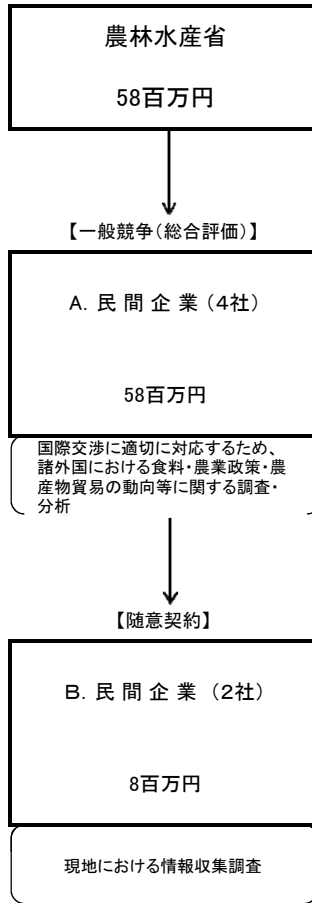 農林水産省
58百万円
【一般競争(総合評価)】
A. 民 間 企 業 (4社)
58百万円
国際交渉に適切に対応するため、
諸外国における食料・農業政策・農
産物貿易の動向等に関する調査・
分析
【随意契約】
B. 民 間 企 業 (2社)
8百万円
現地における情報収集調査